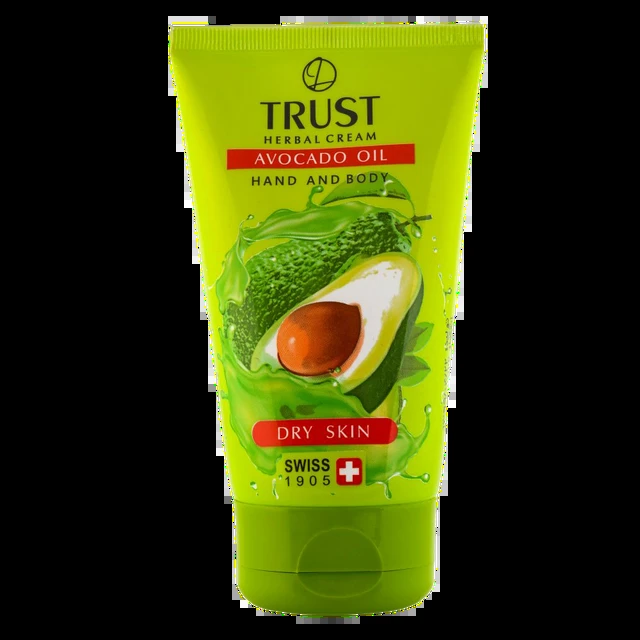 TRUST
HERBAL CREAM
AVOCADO OIL
HAND AND BODY
DRY SKIN
SWISS
1905